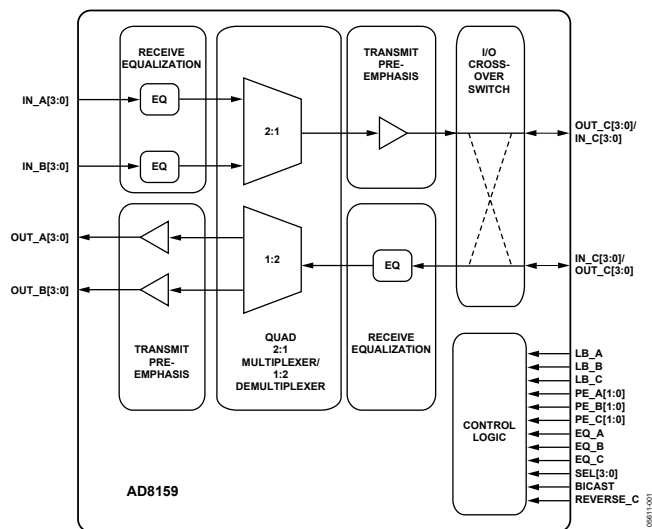 RECEIVE
EQUALIZATION
TRANSMIT
PRE-
EMPHASIS
I/O
CROSS-
OVER
SWITCH
IN_A[3:0]
EQ
2:1
OUT_C[3:0]/
IN_C[3:0]
IN_B[3:0]
EQ
OUT_A[3:0]
1:2
EQ
IN_C[3:0]/
OUT_C[3:0]
OUT_B[3:0]
TRANSMIT
PRE-
EMPHASIS
QUAD
2:1
MULTIPLEXER/
1:2
DEMULTIPLEXER
RECEIVE
EQUALIZATION
CONTROL
LOGIC
LB_A
LB_B
LB_C
PE_A[1:0]
PE_B[1:0]
PE_C[1:0]
EQ_A
EQ_B
EQ_C
SEL[3:0]
BICAST
REVERSE_C
AD8159
05611-001